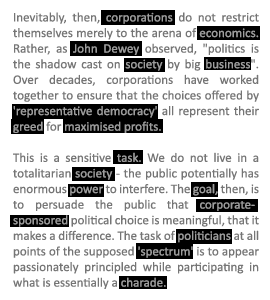 Inevitably, then, corporations do not restrict
themselves merely to the arena of economics.
Rather, as John Dewey observed, "politics is
the shadow cast on society by big business".
Over decades, corporations have worked
together to ensure that the choices offered by
'representative democracy' all represent their
greed for maximised profits.

This is a sensitive task. We do not live in a
totalitarian society - the public potentially has
enormous power to interfere. The goal, then, is
to persuade the public that corporate-
sponsored political choice is meaningful, that it
makes a difference. The task of politicians at all
points of the supposed 'spectrum' is to appear
passionately principled while participating in
what is essentially a charade.